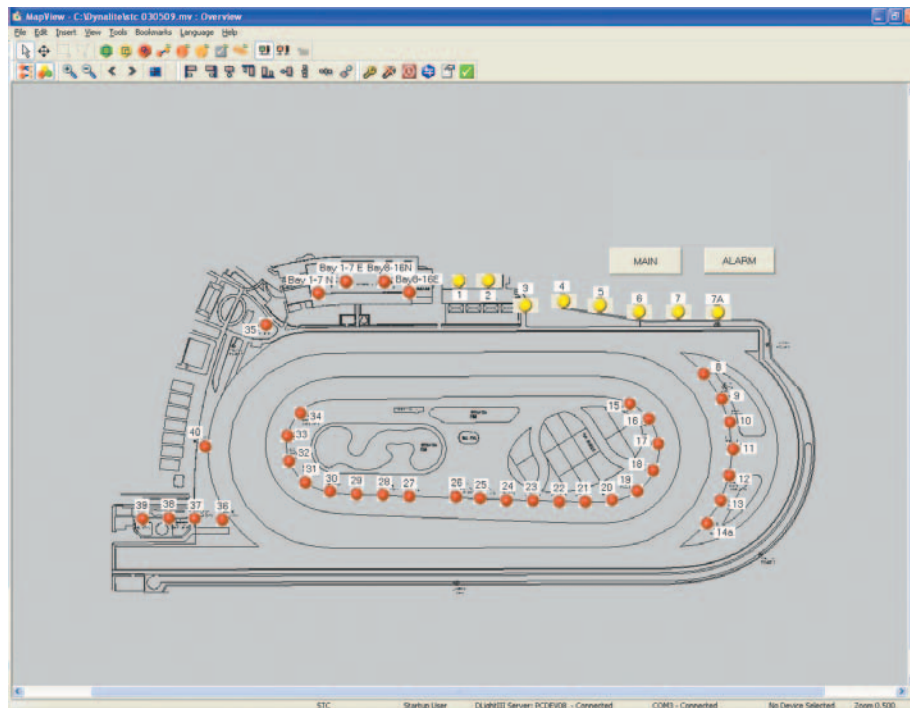 MapView - C:\Dynalite\stc 030509.mv : Overview
File Edit Insert View Tools Bookmarks Language Help
MAIN
ALARM
Bay 1-7 E
Bay8-16N
Bay 1-7 N
Bay8-16E
1
2
3
4
5
6
7
7A
35
8
9
10
11
12
13
14a
15
16
17
18
19
20
21
22
23
24
25
26
27
28
29
30
31
32
33
34
40
39
38
37
36
STC
Startup User
DLightIII Server: PCDEV08 - Connected
COM3 - Connected
No Device Selected
Zoom 0.500